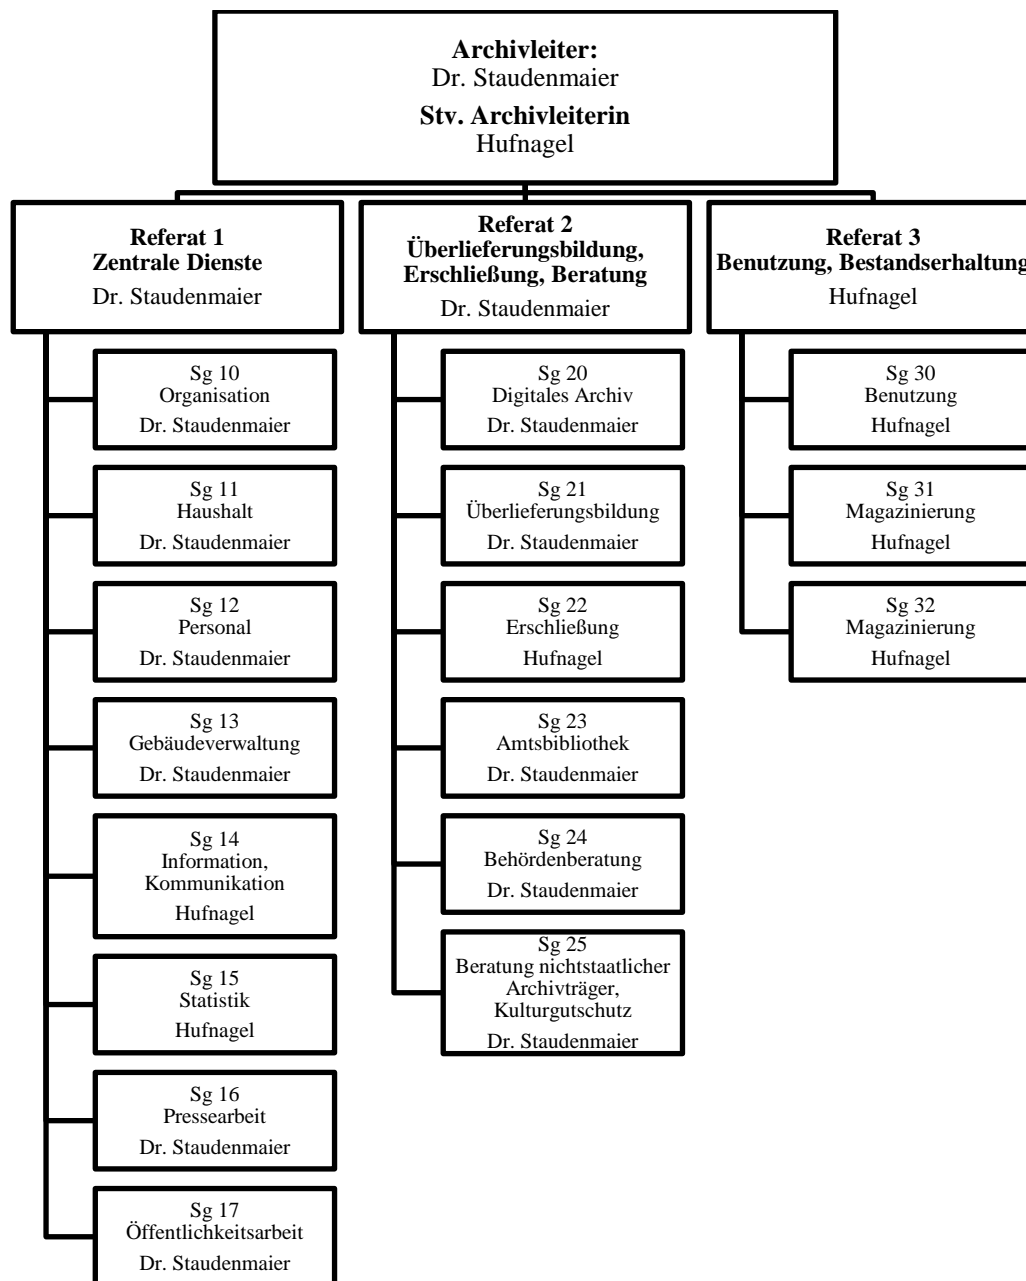 Archivleiter:
Dr. Staudenmaier
Stv. Archivleiterin
Hufnagel
Referat 1
Zentrale Dienste
Dr. Staudenmaier
Sg 10
Organisation
Dr. Staudenmaier
Sg 11
Haushalt
Dr. Staudenmaier
Sg 12
Personal
Dr. Staudenmaier
Sg 13
Gebäudeverwaltung
Dr. Staudenmaier
Sg 14
Information,
Kommunikation
Hufnagel
Sg 15
Statistik
Hufnagel
Sg 16
Pressearbeit
Dr. Staudenmaier
Sg 17
Öffentlichkeitsarbeit
Dr. Staudenmaier
Referat 2
Überlieferungsbildung,
Erschließung, Beratung
Dr. Staudenmaier
Sg 20
Digitales Archiv
Dr. Staudenmaier
Sg 21
Überlieferungsbildung
Dr. Staudenmaier
Sg 22
Erschließung
Hufnagel
Sg 23
Amtsbibliothek
Dr. Staudenmaier
Sg 24
Behördenberatung
Dr. Staudenmaier
Sg 25
Beratung nichtstaatlicher
Archivträger,
Kulturgutschutz
Dr. Staudenmaier
Referat 3
Benutzung, Bestandserhaltung
Hufnagel
Sg 30
Benutzung
Hufnagel
Sg 31
Magazinierung
Hufnagel
Sg 32
Magazinierung
Hufnagel